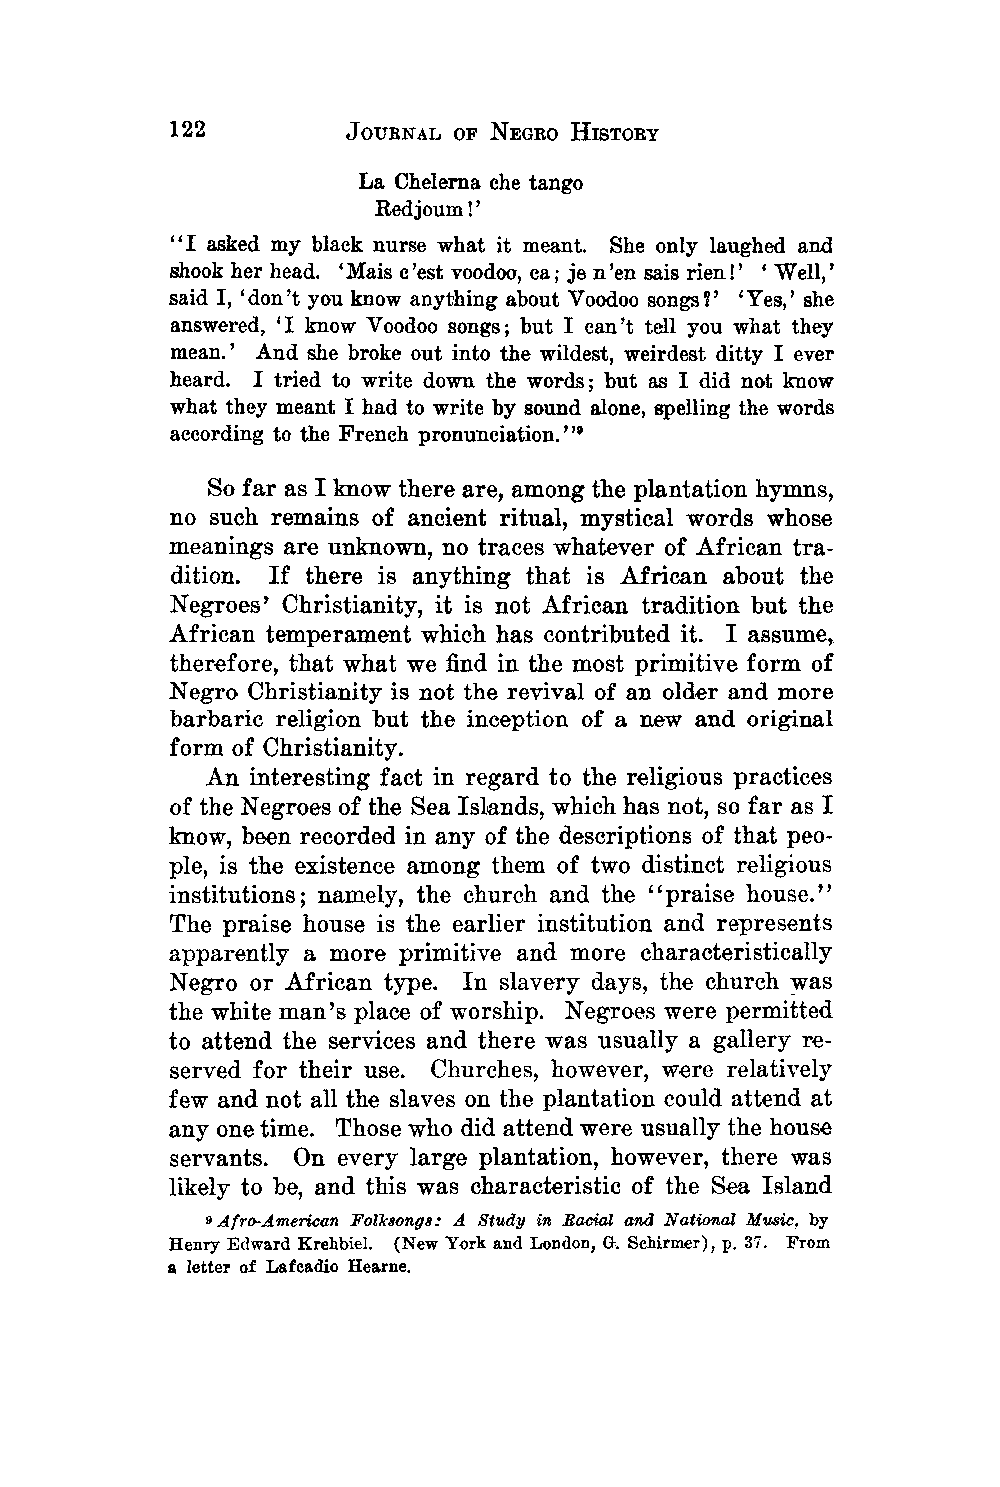 122 JOURNAL OF NEGRO HISTORY
La Chelema che tango
Redjoum!'
"I asked my black nurse what it meant. She only laughed and
shook her head. 'Mais c'est voodoo, ca; je n'en sais rien!' 'Well,'
said I, 'don't you know anything about Voodoo songs?' 'Yes,' she
answered, 'I know Voodoo songs; but I can't tell you what they
mean.' And she broke out into the wildest, weirdest ditty I ever
heard. I tried to write down the words; but as I did not know
what they meant I had to write by sound alone, spelling the words
according to the French pronunciation."⁹
So far as I know there are, among the plantation hymns,
no such remains of ancient ritual, mystical words whose
meanings are unknown, no traces whatever of African tra-
dition. If there is anything that is African about the
Negroes' Christianity, it is not African tradition but the
African temperament which has contributed it. I assume,
therefore, that what we find in the most primitive form of
Negro Christianity is not the revival of an older and more
barbaric religion but the inception of a new and original
form of Christianity.
An interesting fact in regard to the religious practices
of the Negroes of the Sea Islands, which has not, so far as I
know, been recorded in any of the descriptions of that peo-
ple, is the existence among them of two distinct religious
institutions; namely, the church and the "praise house."
The praise house is the earlier institution and represents
apparently a more primitive and more characteristically
Negro or African type. In slavery days, the church was
the white man's place of worship. Negroes were permitted
to attend the services and there was usually a gallery re-
served for their use. Churches, however, were relatively
few and not all the slaves on the plantation could attend at
any one time. Those who did attend were usually the house
servants. On every large plantation, however, there was
likely to be, and this was characteristic of the Sea Island
⁹ Afro-American Folksongs: A Study in Racial and National Music, by
Henry Edward Krehbiel. (New York and London, G. Schirmer), p. 37. From
a letter of Lafcadio Hearne.